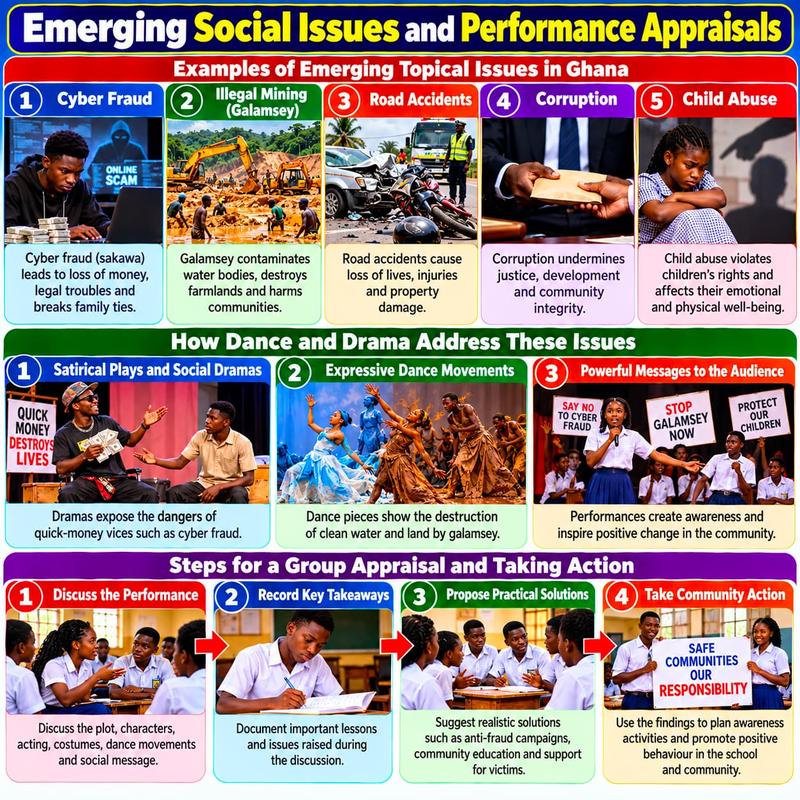 Emerging Social Issues and Performance Appraisals
Examples of Emerging Topical Issues in Ghana
1 Cyber Fraud
ONLINE
SCAM
Cyber fraud (sakawa)
leads to loss of money,
legal troubles and
breaks family ties.
2 Illegal Mining
(Galamsey)
Galamsey contaminates
water bodies, destroys
farmlands and harms
communities.
3 Road Accidents
Road accidents cause
loss of lives, injuries
and property
damage.
4 Corruption
Corruption undermines
justice, development
and community
integrity.
5 Child Abuse
Child abuse violates
children's rights and
affects their emotional
and physical well-being.
How Dance and Drama Address These Issues
1 Satirical Plays and Social Dramas
QUICK
MONEY
DESTROYS
LIVES
Dramas expose the dangers of
quick-money vices such as cyber fraud.
2 Expressive Dance Movements
Dance pieces show the destruction
of clean water and land by galamsey.
3 Powerful Messages to the Audience
SAY NO
TO CYBER
FRAUD
STOP
GALAMSEY
NOW
PROTECT
OUR
CHILDREN
Performances create awareness and
inspire positive change in the community.
Steps for a Group Appraisal and Taking Action
1 Discuss the Performance
Discuss the plot, characters,
acting, costumes, dance movements
and social message.
2 Record Key Takeaways
Document important lessons
and issues raised during
the discussion.
3 Propose Practical Solutions
Suggest realistic solutions
such as anti-fraud campaigns,
community education and support
for victims.
4 Take Community Action
SAFE
COMMUNITIES
OUR
RESPONSIBILITY
Use the findings to plan awareness
activities and promote positive
behaviour in the school
and community.